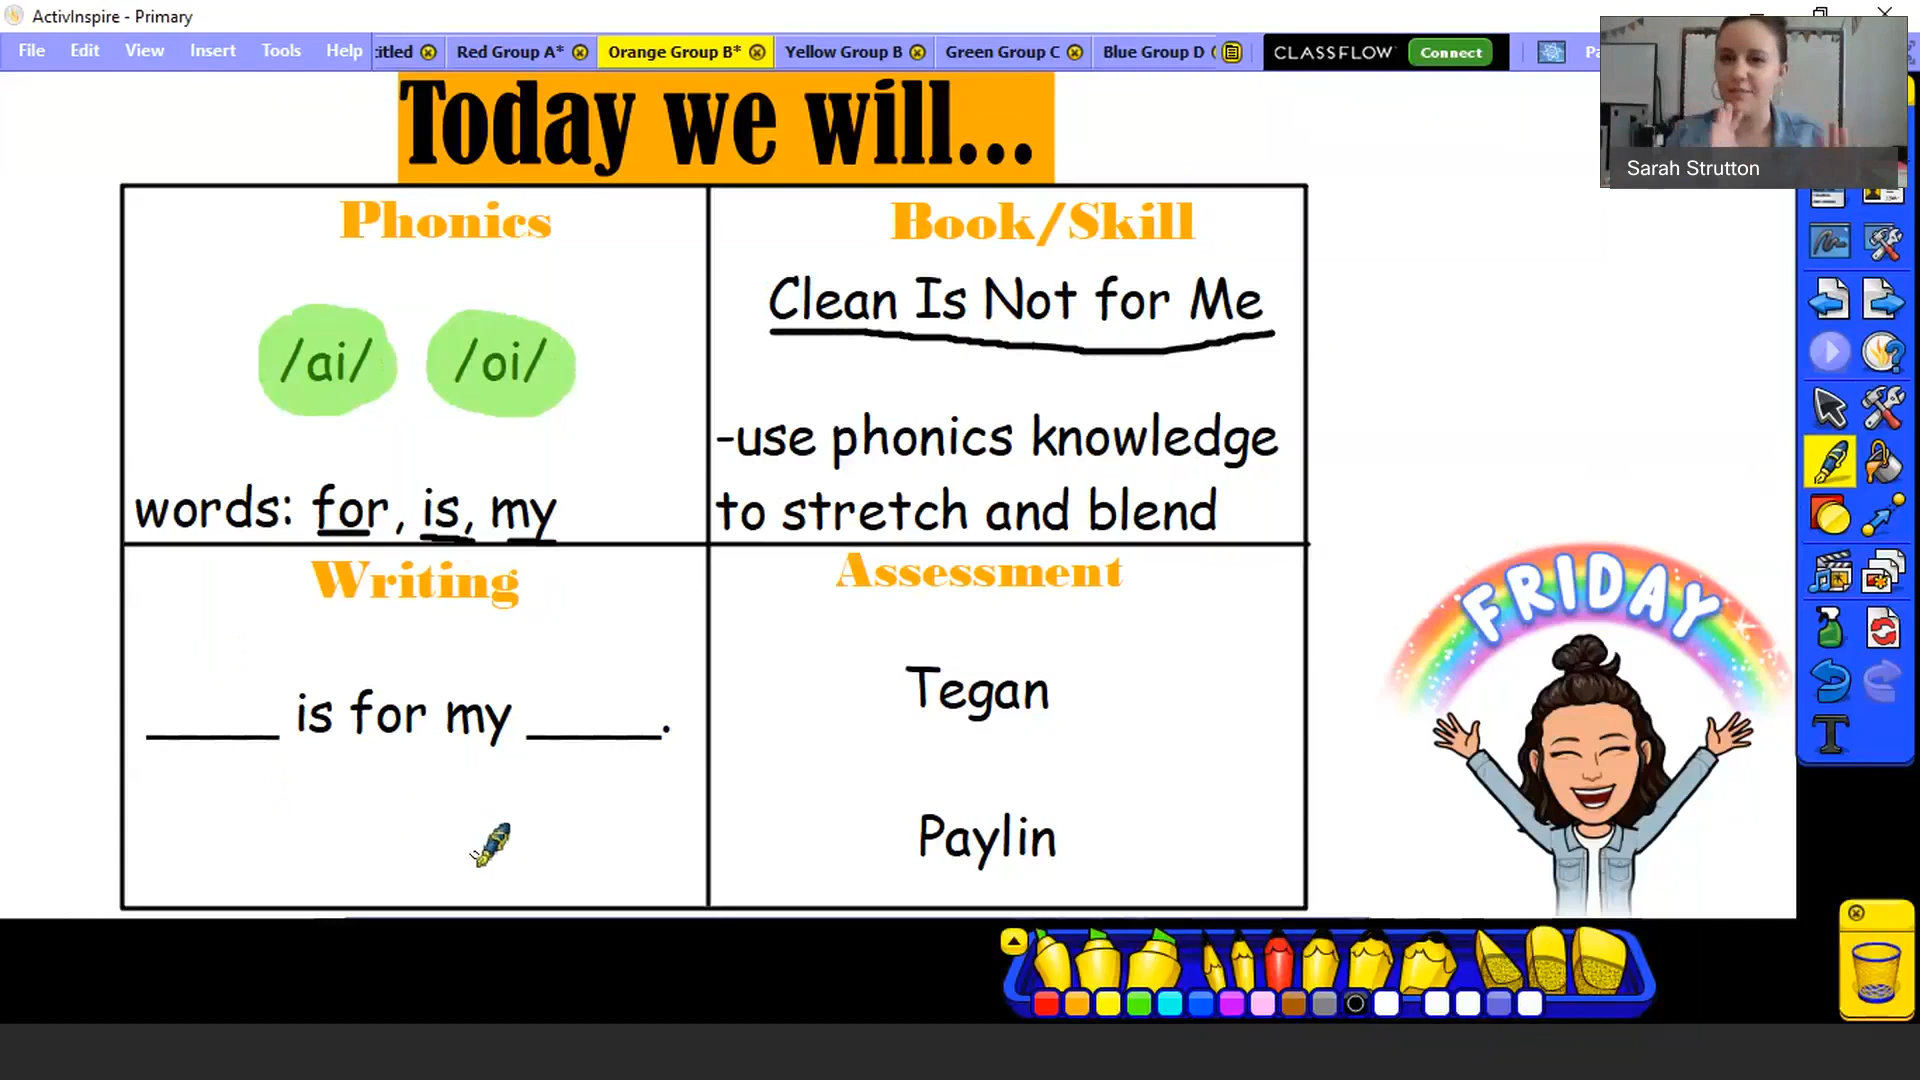 ActivInspire - Primary
File Edit View Insert Tools Help
titled Red Group A* Orange Group B* Yellow Group B Green Group C Blue Group D CLASSFLOW Connect
Sarah Strutton
Today we will...
Phonics
/ai/ /oi/
words: for, is, my
Book/Skill
Clean Is Not for Me
-use phonics knowledge
to stretch and blend
Writing
_____ is for my _____.
Assessment
Tegan
Paylin
FRIDAY
T